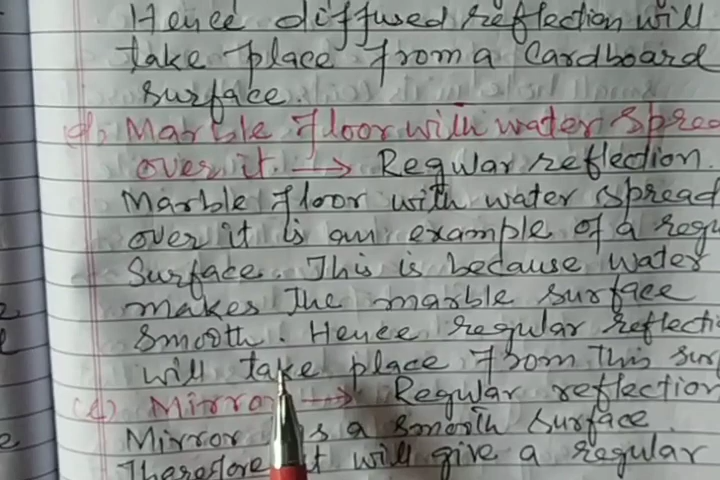 Hence diffused reflection will
take place from a Cardboard
surface.
d) Marble floor with water spread
over it. → Regular reflection.
Marble floor with water spread
over it is an example of a regu
Surface. This is because water
makes the marble surface
smooth. Hence regular reflecti
will take place from this sur
(e) Mirror → Regular reflection
Mirror is a smooth surface.
Therefore it will give a regular